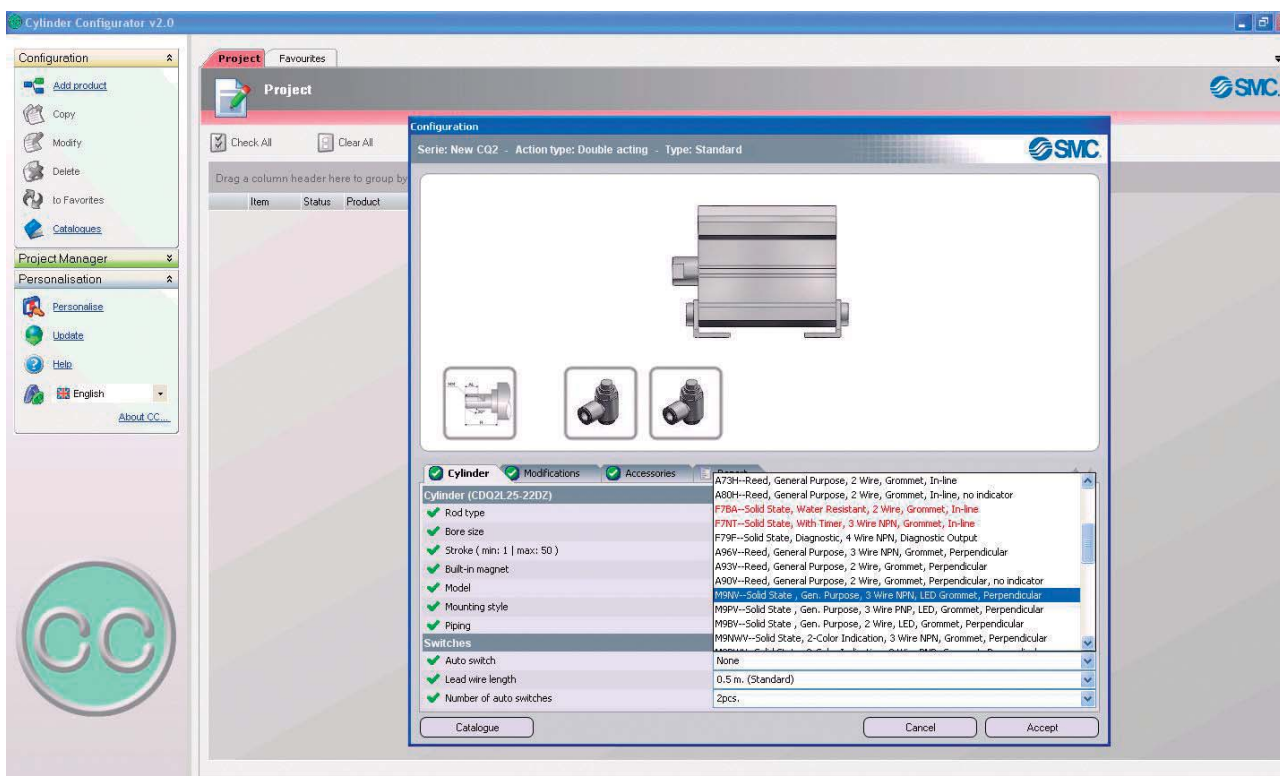 Cylinder Configurator v2.0
Configuration
Add product
Copy
Modify
Delete
to Favorites
Catalogues
Project Manager
Personalisation
Personalise
Update
Help
English
About CC...
CC
Project Favourites
Project
SMC
Check All Clear All
Drag a column header here to group by
Item Status Product
Configuration
Serie: New CQ2 - Action type: Double acting - Type: Standard
SMC.
Cylinder Modifications Accessories
Cylinder (CDQ2L25-22DZ)
Rod type
Bore size
Stroke ( min: 1 | max: 50 )
Built-in magnet
Model
Mounting style
Piping
Switches
Auto switch
Lead wire length
Number of auto switches
A73H--Reed, General Purpose, 2 Wire, Grommet, In-line
A80H--Reed, General Purpose, 2 Wire, Grommet, In-line, no indicator
F7BA--Solid State, Water Resistant, 2 Wire, Grommet, In-line
F7NT--Solid State, With Timer, 3 Wire NPN, Grommet, In-line
F79F--Solid State, Diagnostic, 4 Wire NPN, Diagnostic Output
A96V--Reed, General Purpose, 3 Wire NPN, Grommet, Perpendicular
A93V--Reed, General Purpose, 2 Wire, Grommet, Perpendicular
A90V--Reed, General Purpose, 2 Wire, Grommet, Perpendicular, no indicator
M9NV--Solid State , Gen. Purpose, 3 Wire NPN, LED Grommet, Perpendicular
M9PV--Solid State , Gen. Purpose, 3 Wire PNP, LED, Grommet, Perpendicular
M9BV--Solid State , Gen. Purpose, 2 Wire, LED, Grommet, Perpendicular
M9NWV--Solid State, 2-Color Indication, 3 Wire NPN, Grommet, Perpendicular
None
0.5 m. (Standard)
2pcs.
Catalogue Cancel Accept